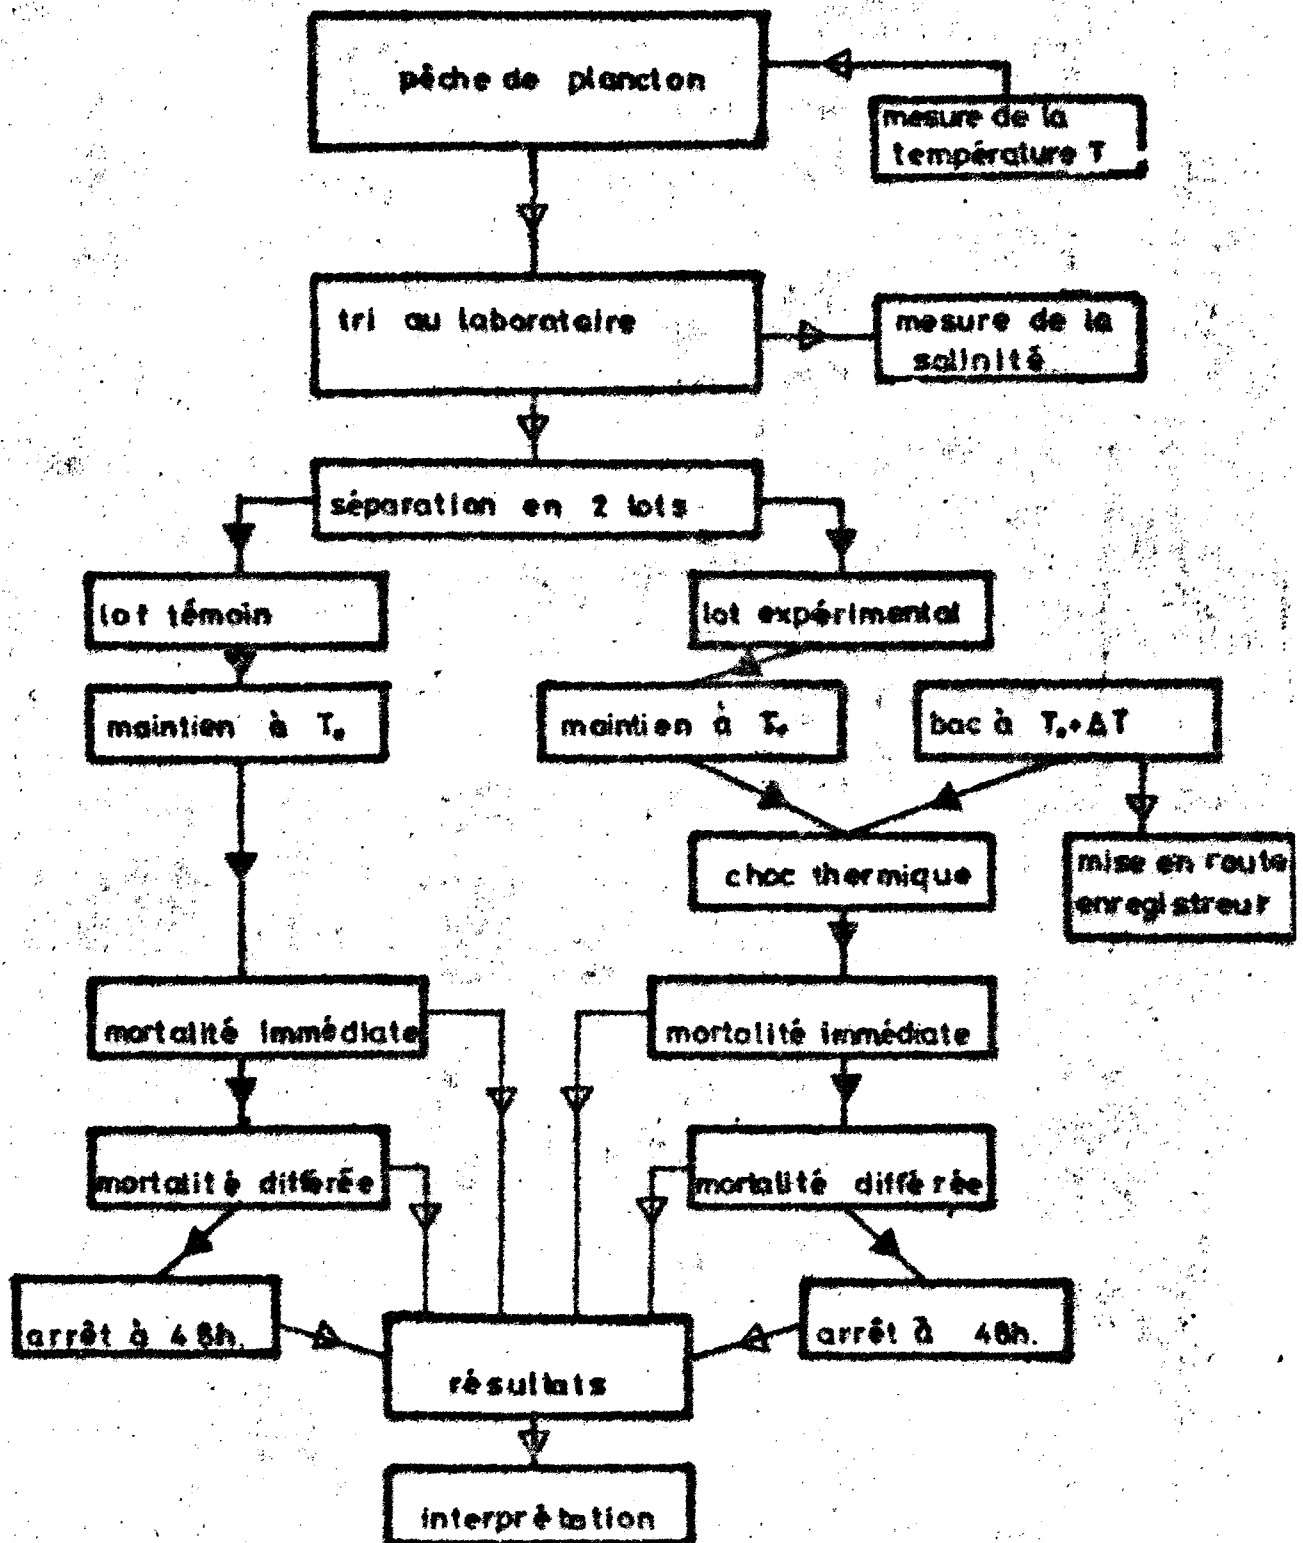 pêche de plancton
mesure de la
température T
tri au laboratoire
mesure de la
salinité
séparation en 2 lots
lot témoin
lot expérimental
maintien à T₀
maintien à T₀
bac à T₀+ΔT
choc thermique
mise en route
enregistreur
mortalité immédiate
mortalité immédiate
mortalité différée
mortalité différée
arrêt à 48h.
arrêt à 48h.
résultats
interprétation